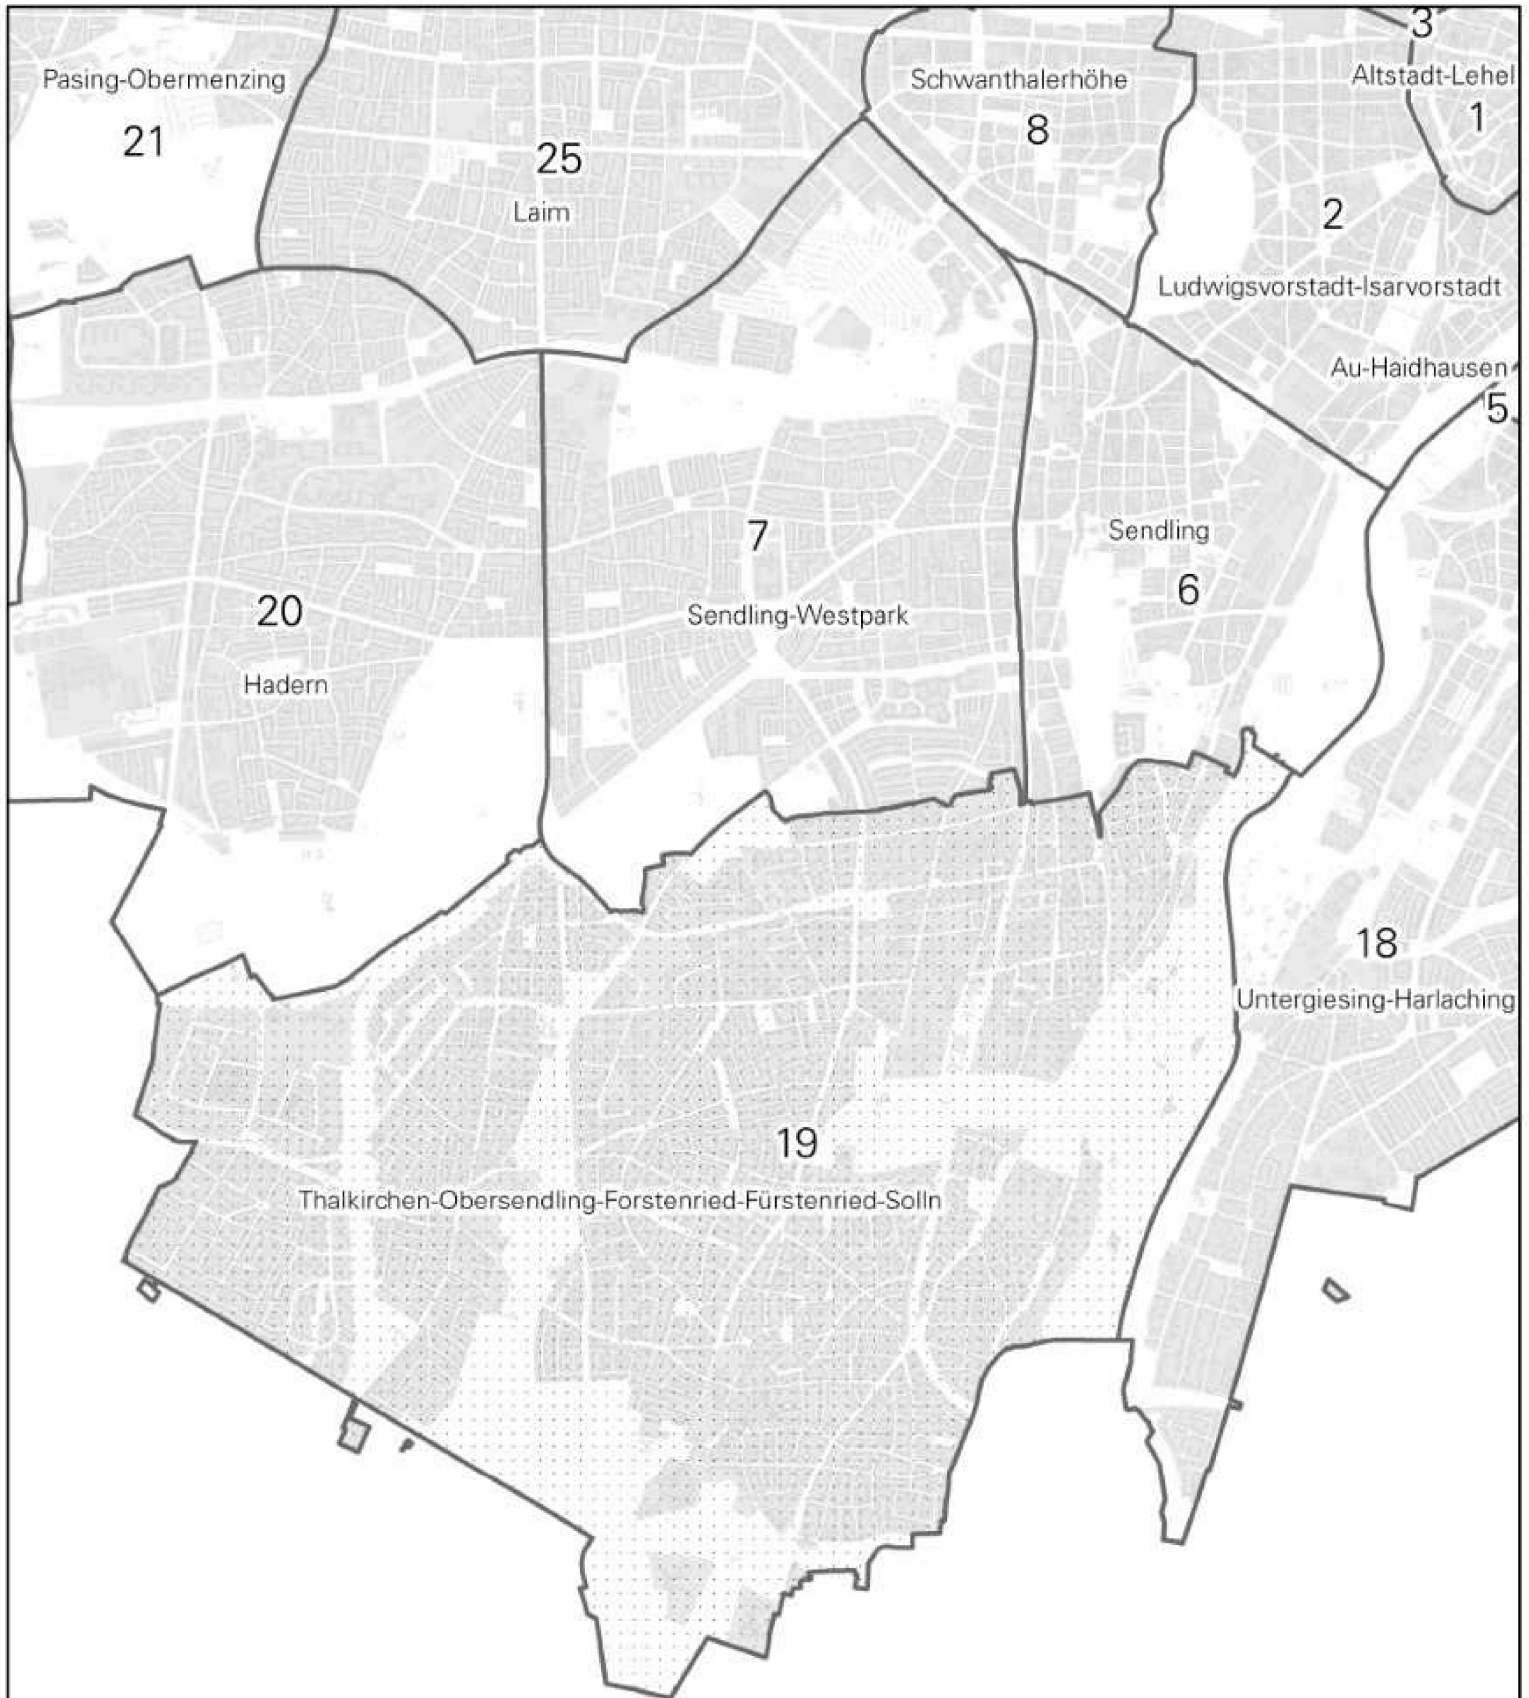 3
Pasing-Obermenzing
Schwanthalerhöhe
Altstadt-Lehel
21
25
8
1
Laim
2
Ludwigsvorstadt-Isarvorstadt
Au-Haidhausen
5
7
Sendling
6
20
Sendling-Westpark
Hadern
18
Untergiesing-Harlaching
19
Thalkirchen-Obersendling-Forstenried-Fürstenried-Solln